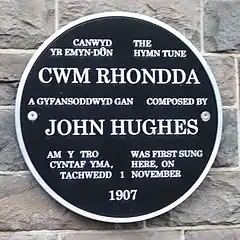 CANWYD THE
YR EMYN-DÔN HYMN TUNE
CWM RHONDDA
A GYFANSODDWYD GAN COMPOSED BY
JOHN HUGHES
AM Y TRO WAS FIRST SUNG
CYNTAF YMA, HERE, ON
TACHWEDD 1 NOVEMBER
1907